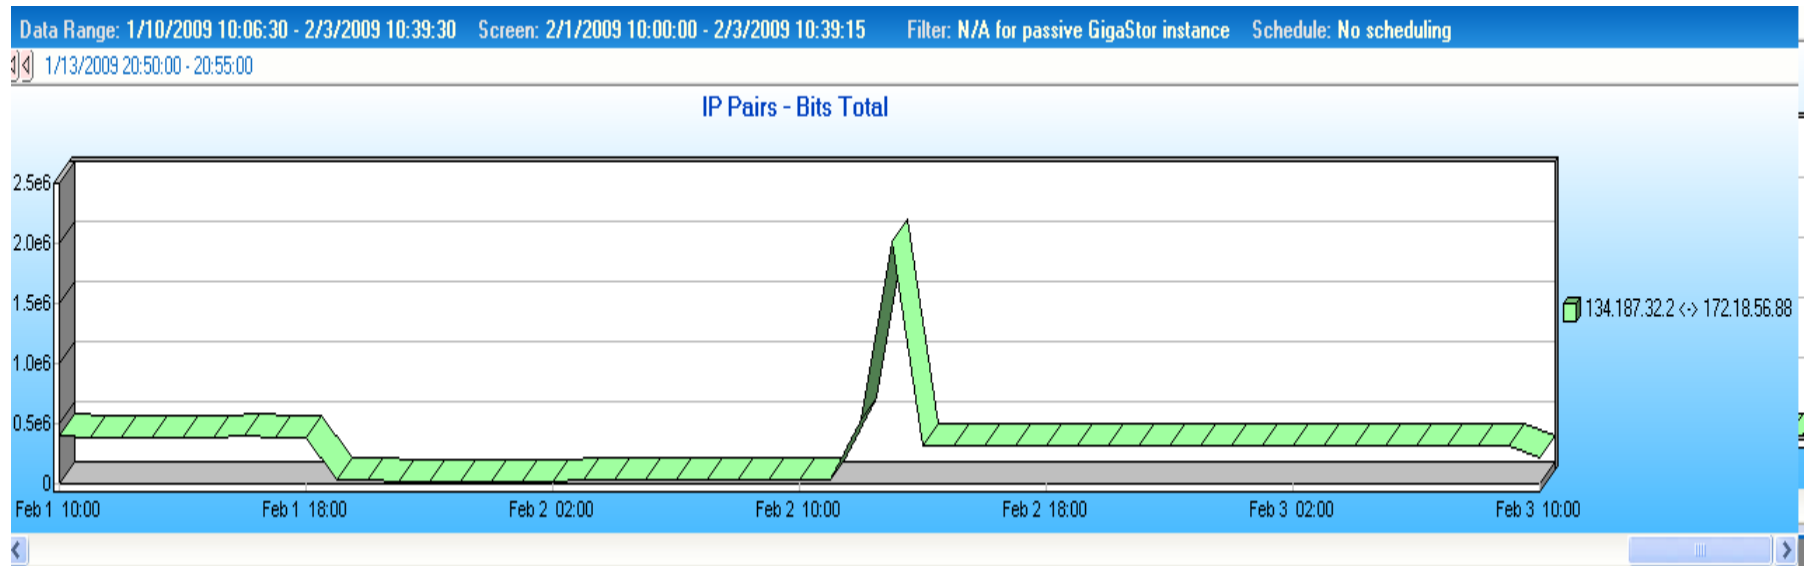 Data Range: 1/10/2009 10:06:30 - 2/3/2009 10:39:30 Screen: 2/1/2009 10:00:00 - 2/3/2009 10:39:15 Filter: N/A for passive GigaStor instance Schedule: No scheduling
1/13/2009 20:50:00 - 20:55:00
IP Pairs - Bits Total
2.5e6
2.0e6
1.5e6
134.187.32.2 <-> 172.18.56.88
1.0e6
0.5e6
0
Feb 1 10:00 Feb 1 18:00 Feb 2 02:00 Feb 2 10:00 Feb 2 18:00 Feb 3 02:00 Feb 3 10:00